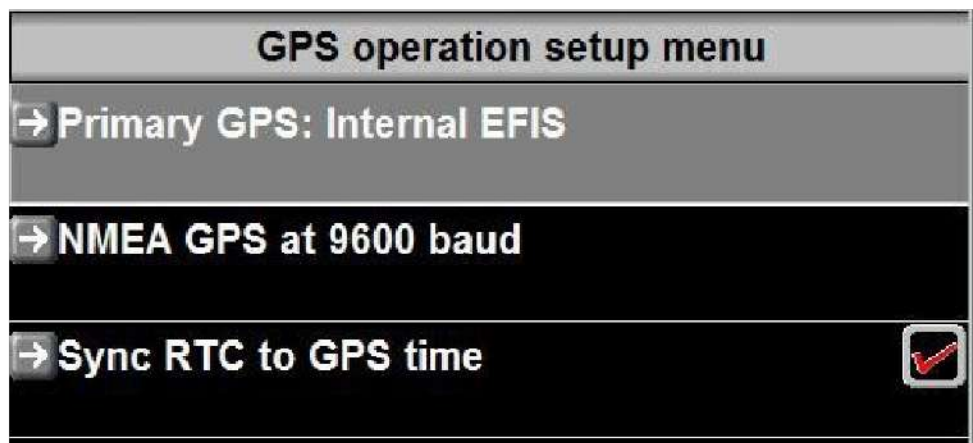 GPS operation setup menu
Primary GPS: Internal EFIS
NMEA GPS at 9600 baud
Sync RTC to GPS time